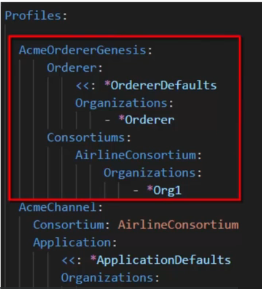 Profiles:
AcmeOrdererGenesis:
Orderer:
<<: *OrdererDefaults
Organizations:
- *Orderer
Consortiums:
AirlineConsortium:
Organizations:
- *Org1
AcmeChannel:
Consortium: AirlineConsortium
Application:
<<: *ApplicationDefaults
Organizations: